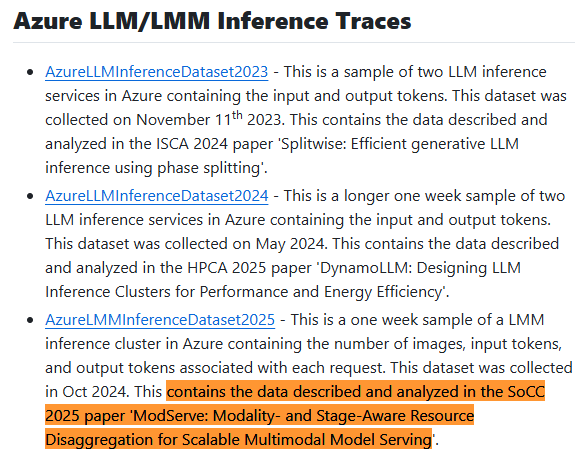 Azure LLM/LMM Inference Traces
• AzureLLMInferenceDataset2023 - This is a sample of two LLM inference
services in Azure containing the input and output tokens. This dataset was
collected on November 11th 2023. This contains the data described and
analyzed in the ISCA 2024 paper 'Splitwise: Efficient generative LLM
inference using phase splitting'.
• AzureLLMInferenceDataset2024 - This is a longer one week sample of two
LLM inference services in Azure containing the input and output tokens.
This dataset was collected on May 2024. This contains the data described
and analyzed in the HPCA 2025 paper 'DynamoLLM: Designing LLM
Inference Clusters for Performance and Energy Efficiency'.
• AzureLMMInferenceDataset2025 - This is a one week sample of a LMM
inference cluster in Azure containing the number of images, input tokens,
and output tokens associated with each request. This dataset was collected
in Oct 2024. This contains the data described and analyzed in the SoCC
2025 paper 'ModServe: Modality- and Stage-Aware Resource
Disaggregation for Scalable Multimodal Model Serving'.